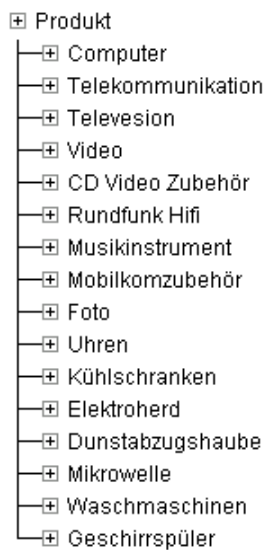 Produkt
Computer
Telekommunikation
Televesion
Video
CD Video Zubehör
Rundfunk Hifi
Musikinstrument
Mobilkomzubehör
Foto
Uhren
Kühlschranken
Elektroherd
Dunstabzugshaube
Mikrowelle
Waschmaschinen
Geschirrspüler